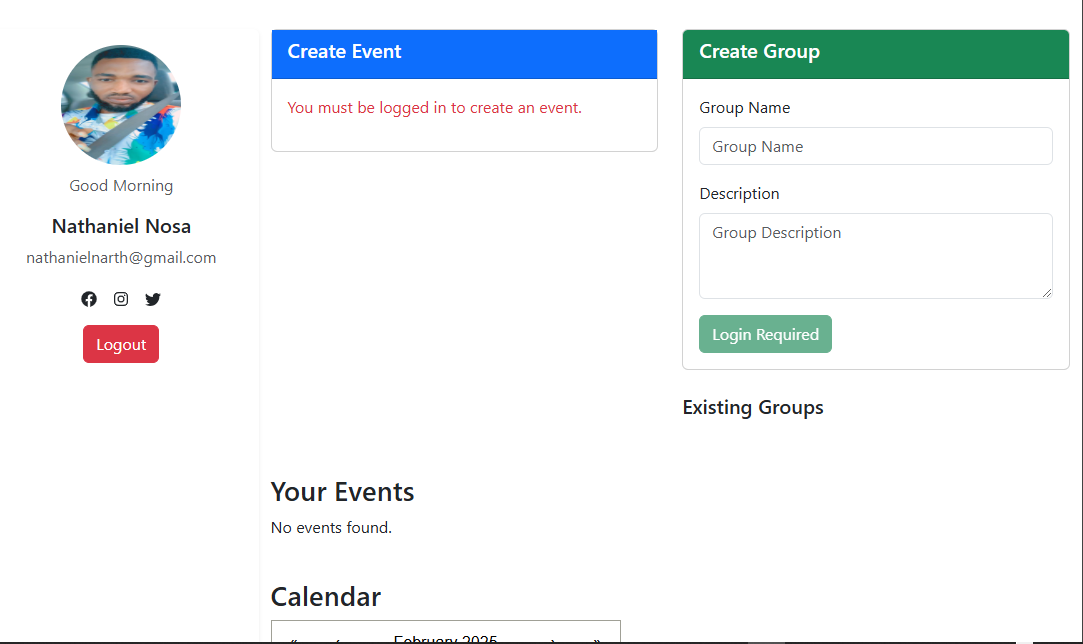 Good Morning
Nathaniel Nosa
nathanielnarth@gmail.com
Logout
Create Event
You must be logged in to create an event.
Create Group
Group Name
Group Name
Description
Group Description
Login Required
Existing Groups
Your Events
No events found.
Calendar
« ‹ February 2025 › »